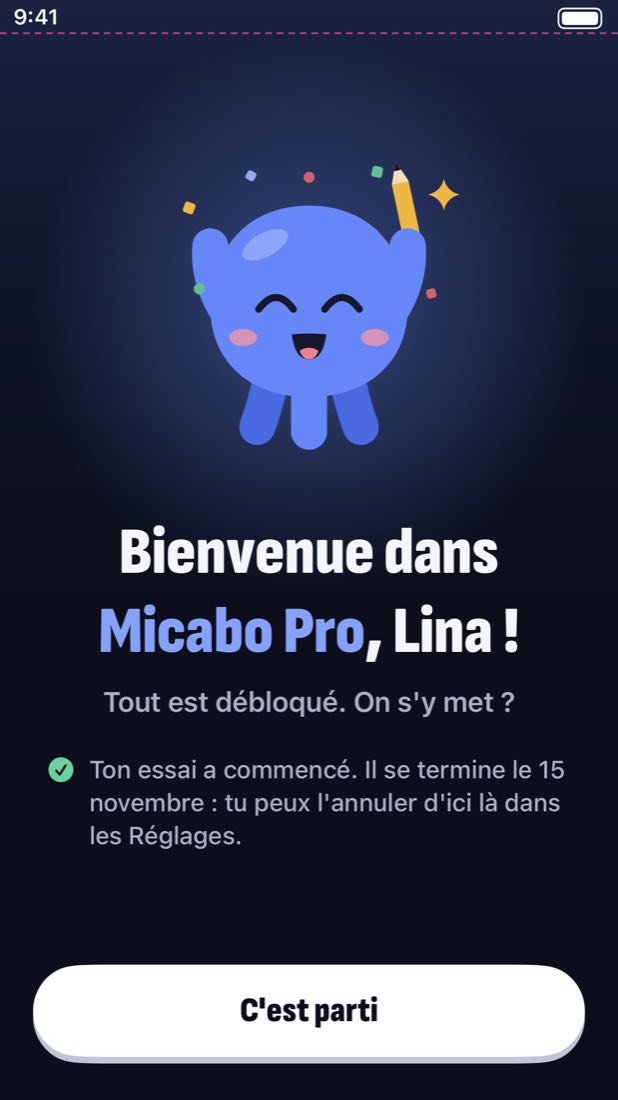 9:41
Bienvenue dans
Micabo Pro, Lina !
Tout est débloqué. On s'y met ?
Ton essai a commencé. Il se termine le 15
novembre : tu peux l'annuler d'ici là dans
les Réglages.
C'est parti